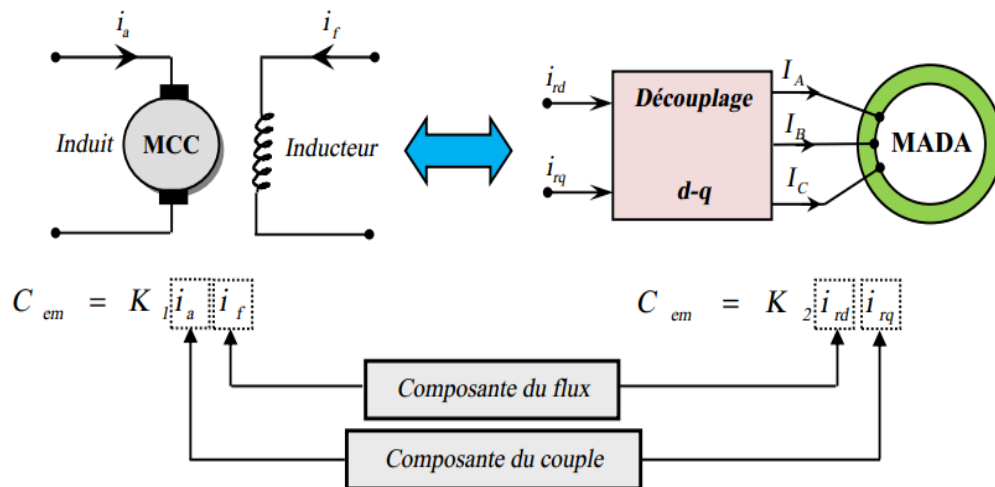 i_a
i_f
Induit
MCC
Inducteur
i_rd
i_rq
Découplage
d-q
I_A
I_B
I_C
MADA
C_em = K_1 i_a i_f
C_em = K_2 i_rd i_rq
Composante du flux
Composante du couple